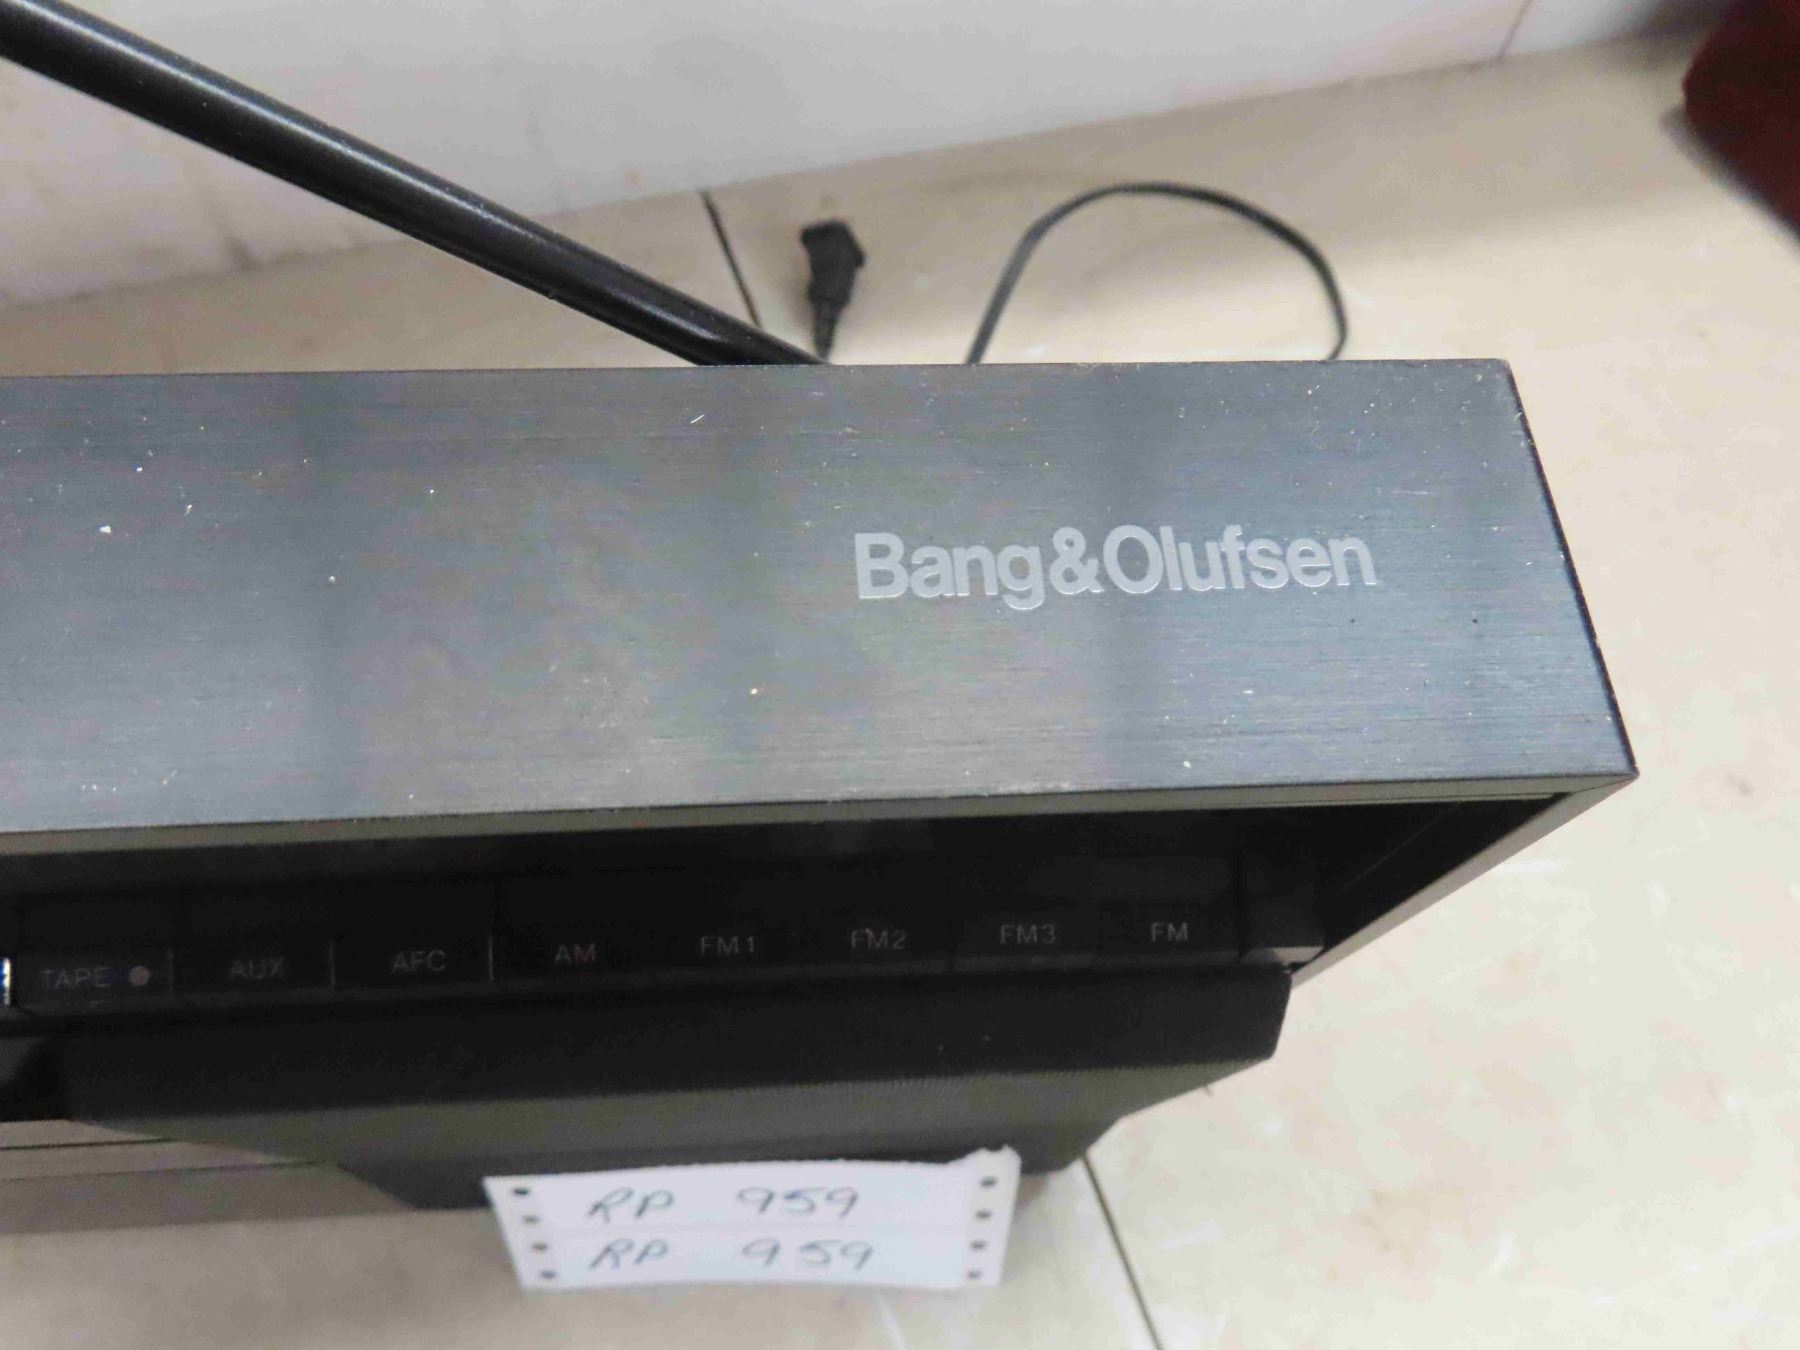 Bang&Olufsen
TAPE AUX AFC AM FM1 FM2 FM3 FM
RP 959
RP 959